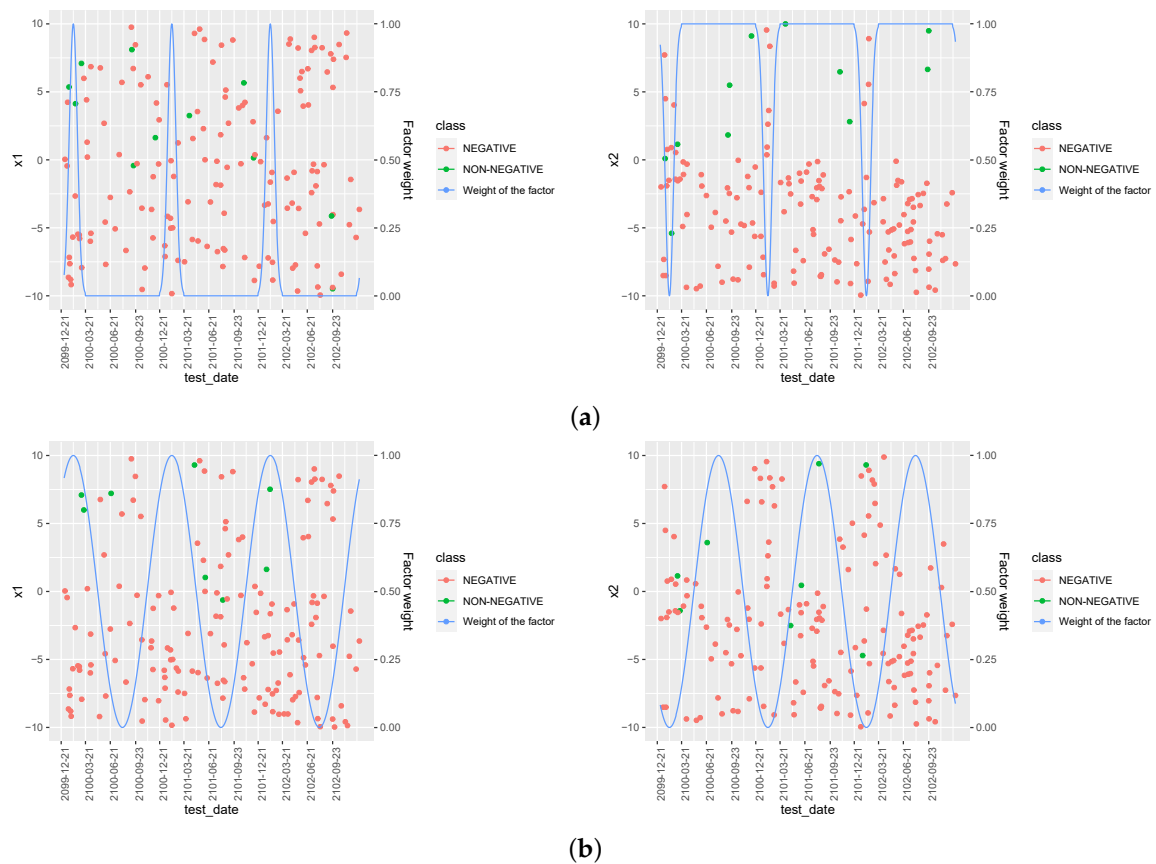 x1
10
5
0
−5
−10
1.00
0.75
0.50
0.25
0.00
Factor weight
2099-12-21
2100-03-21
2100-06-21
2100-09-23
2100-12-21
2101-03-21
2101-06-21
2101-09-23
2101-12-21
2102-03-21
2102-06-21
2102-09-23
test_date
class
NEGATIVE
NON-NEGATIVE
Weight of the factor
x2
10
5
0
−5
−10
1.00
0.75
0.50
0.25
0.00
Factor weight
2099-12-21
2100-03-21
2100-06-21
2100-09-23
2100-12-21
2101-03-21
2101-06-21
2101-09-23
2101-12-21
2102-03-21
2102-06-21
2102-09-23
test_date
class
NEGATIVE
NON-NEGATIVE
Weight of the factor
(a)
x1
10
5
0
−5
−10
1.00
0.75
0.50
0.25
0.00
Factor weight
2099-12-21
2100-03-21
2100-06-21
2100-09-23
2100-12-21
2101-03-21
2101-06-21
2101-09-23
2101-12-21
2102-03-21
2102-06-21
2102-09-23
test_date
class
NEGATIVE
NON-NEGATIVE
Weight of the factor
x2
10
5
0
−5
−10
1.00
0.75
0.50
0.25
0.00
Factor weight
2099-12-21
2100-03-21
2100-06-21
2100-09-23
2100-12-21
2101-03-21
2101-06-21
2101-09-23
2101-12-21
2102-03-21
2102-06-21
2102-09-23
test_date
class
NEGATIVE
NON-NEGATIVE
Weight of the factor
(b)